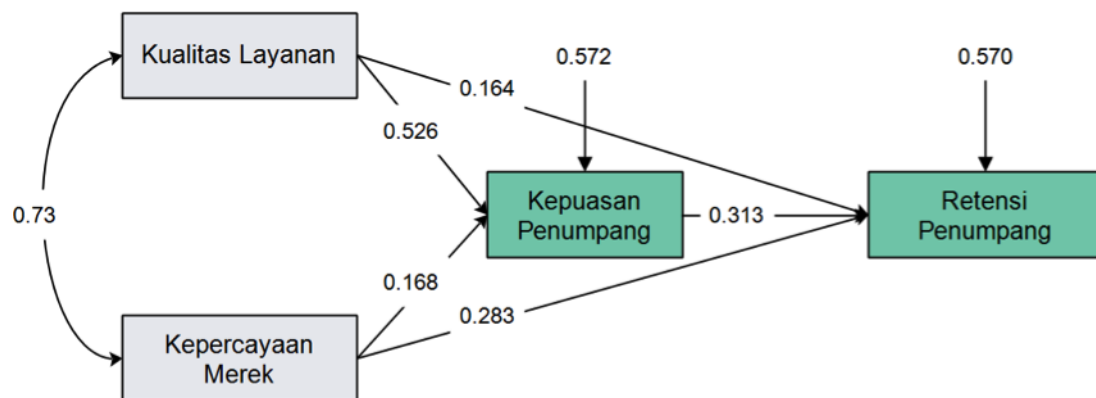 Kualitas Layanan
0.572
0.570
0.164
0.526
Kepuasan
Penumpang
0.313
Retensi
Penumpang
0.73
0.168
0.283
Kepercayaan
Merek